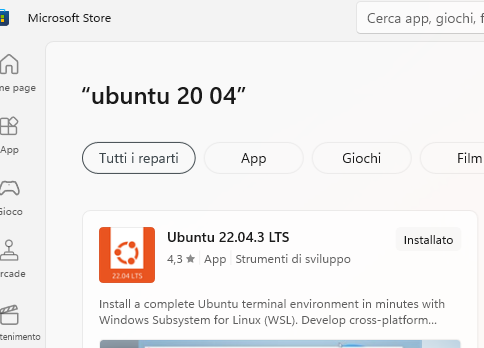 Microsoft Store
Cerca app, giochi, f
me page
"ubuntu 20 04"
App
Tutti i reparti
App
Giochi
Film
Gioco
Ubuntu 22.04.3 LTS
Installato
4,3 ★ App Strumenti di sviluppo
rcade
22.04 LTS
Install a complete Ubuntu terminal environment in minutes with
Windows Subsystem for Linux (WSL). Develop cross-platform...
tenimento